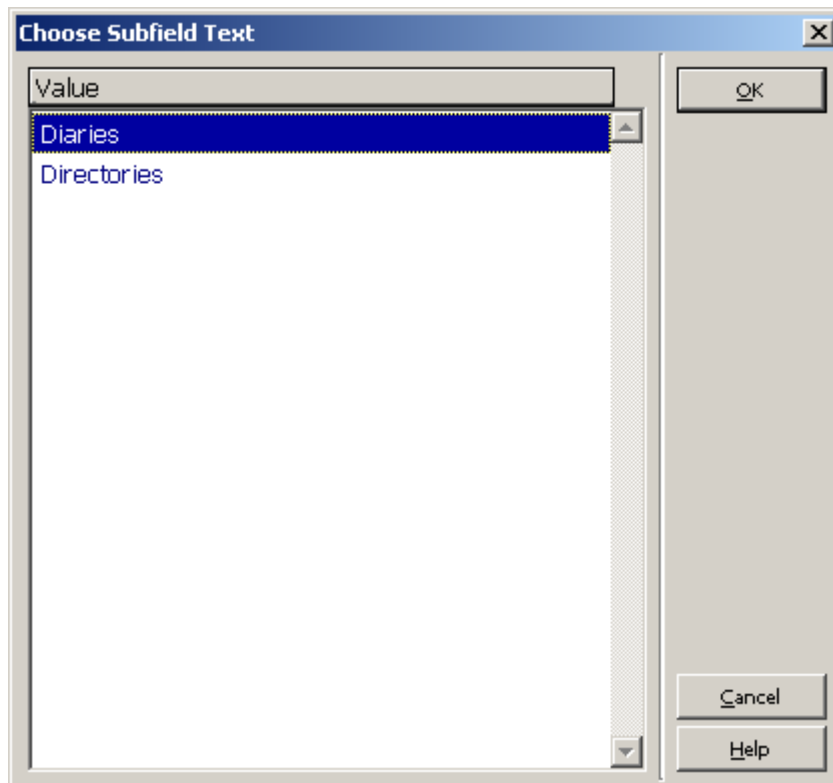 Choose Subfield Text
Value
OK
Diaries
Directories
Cancel
Help